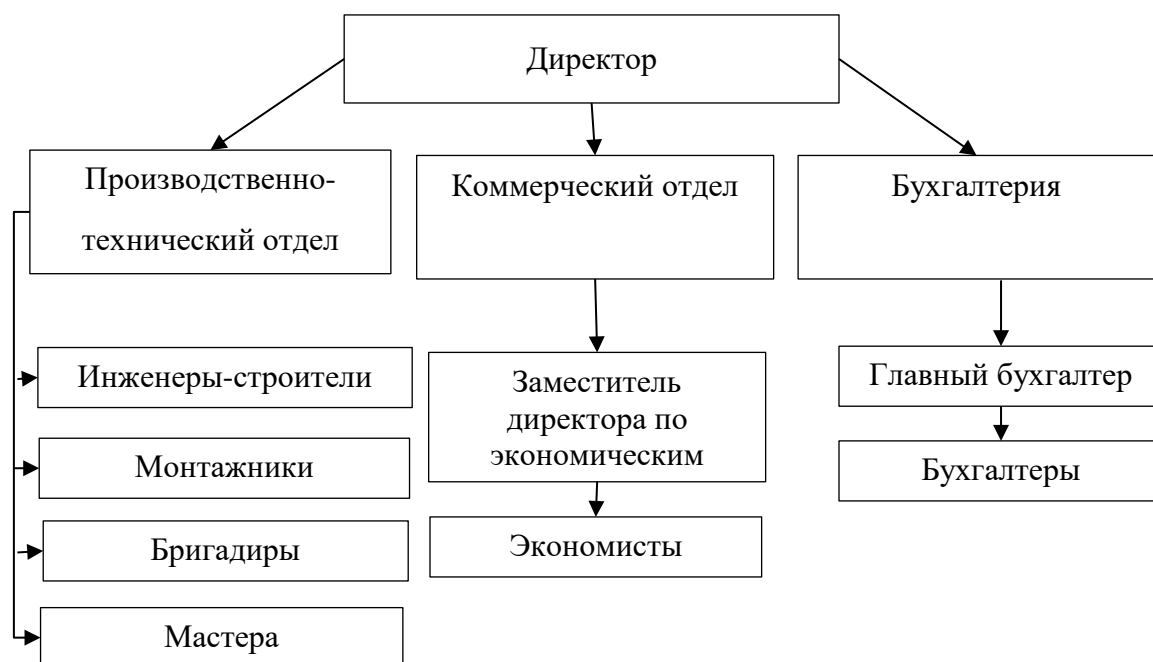 Директор
Производственно-
технический отдел
Коммерческий отдел
Бухгалтерия
Инженеры-строители
Монтажники
Бригадиры
Мастера
Заместитель
директора по
экономическим
Экономисты
Главный бухгалтер
Бухгалтеры